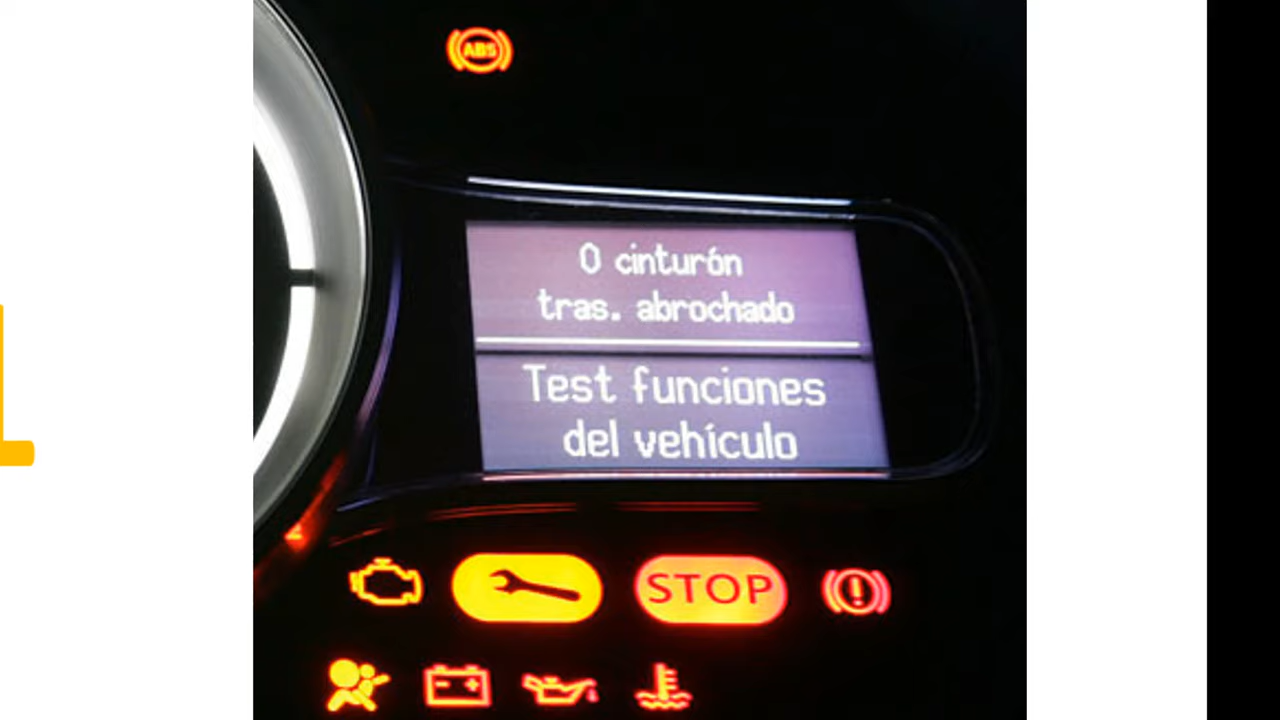 ABS
0 cinturón
tras. abrochado
Test funciones
del vehículo
STOP